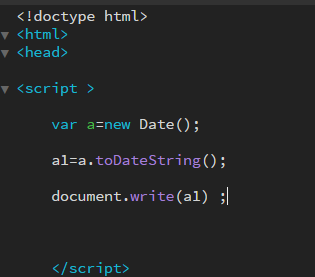 <!doctype html>
<html>
<head>
<script >
var a=new Date();
a1=a.toDateString();
document.write(a1) ;
</script>